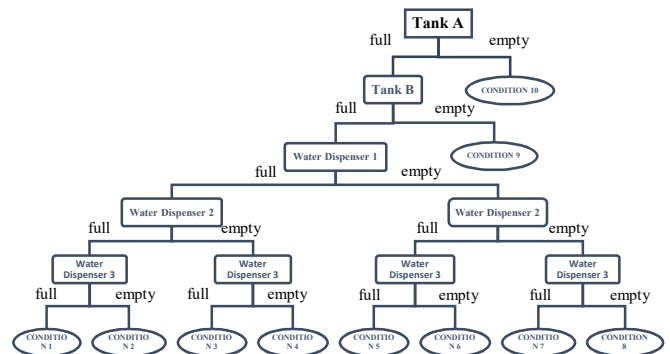 Tank A
full empty
Tank B
CONDITION 10
full empty
Water Dispenser 1
CONDITION 9
full empty
Water Dispenser 2 Water Dispenser 2
full empty full empty
Water Water Water Water
Dispenser 3 Dispenser 3 Dispenser 3 Dispenser 3
full empty full empty full empty full empty
CONDITIO CONDITIO CONDITIO CONDITIO CONDITIO CONDITIO CONDITIO CONDITION
N 1 N 2 N 3 N 4 N 5 N 6 N 7 8